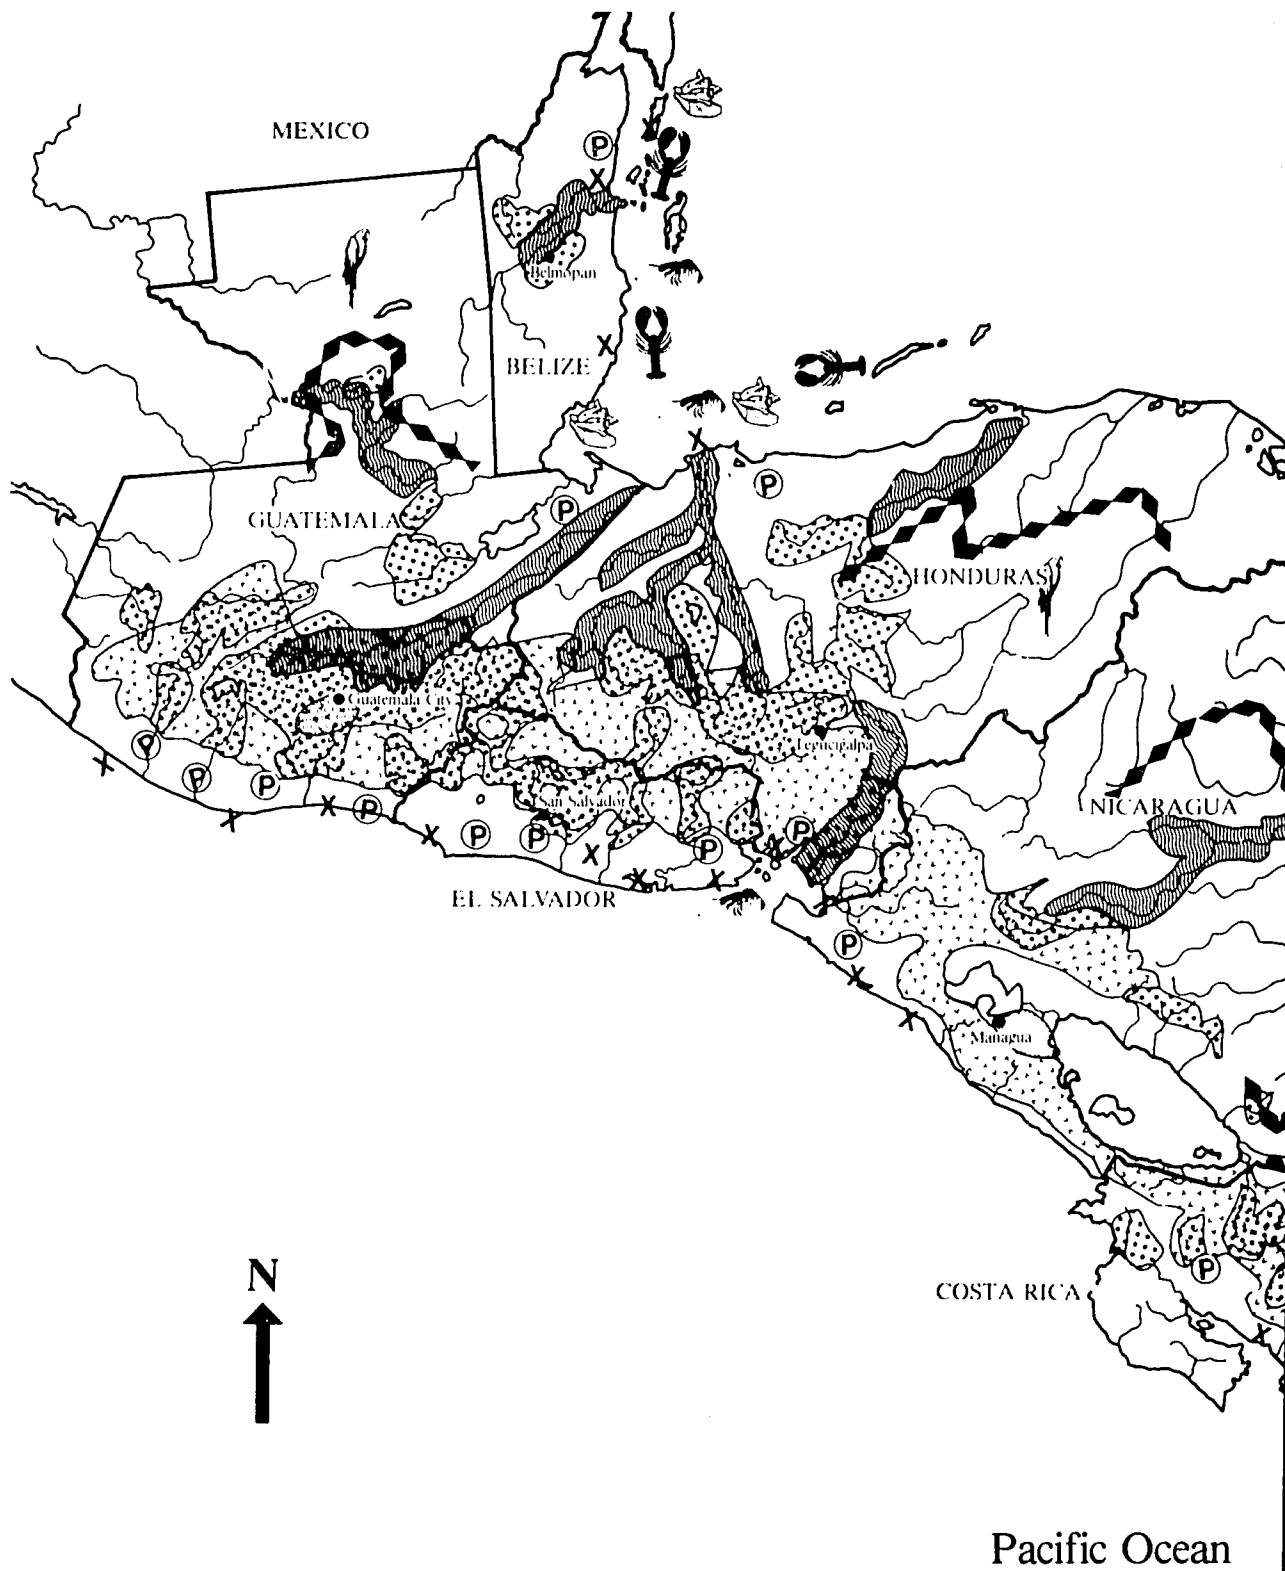 MEXICO
P
Belmopan
BELIZE
P
P
GUATEMALA
HONDURAS
Guatemala City
Tegucigalpa
P
P
P
P
San Salvador
P
P
P
P
NICARAGUA
EL SALVADOR
P
Managua
P
COSTA RICA
N
Pacific Ocean